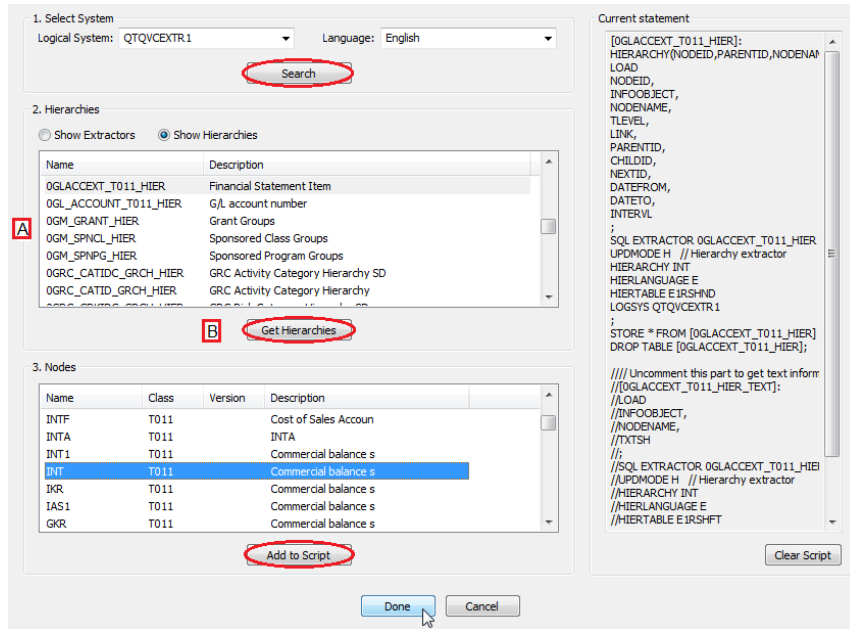 1. Select System
Logical System: QTQVCEXTR1 Language: English
Search
2. Hierarchies
Show Extractors Show Hierarchies
Name Description
0GLACCEXT_T011_HIER Financial Statement Item
0GL_ACCOUNT_T011_HIER G/L account number
0GM_GRANT_HIER Grant Groups
A
0GM_SPNCL_HIER Sponsored Class Groups
0GM_SPNPG_HIER Sponsored Program Groups
0GRC_CATIDC_GRCH_HIER GRC Activity Category Hierarchy SD
0GRC_CATID_GRCH_HIER GRC Activity Category Hierarchy
B
Get Hierarchies
3. Nodes
Name Class Version Description
INTF T011 Cost of Sales Accoun
INTA T011 INTA
INT1 T011 Commercial balance s
INT T011 Commercial balance s
IKR T011 Commercial balance s
IAS1 T011 Commercial balance s
GKR T011 Commercial balance s
Add to Script
Current statement
[0GLACCEXT_T011_HIER]:
HIERARCHY(NODEID,PARENTID,NODENAM
LOAD
NODEID,
INFOOBJECT,
NODENAME,
TLEVEL,
LINK,
PARENTID,
CHILDID,
NEXTID,
DATEFROM,
DATETO,
INTERVL
;
SQL EXTRACTOR 0GLACCEXT_T011_HIER
UPDMODE H // Hierarchy extractor
HIERARCHY INT
HIERLANGUAGE E
HIERTABLE E1RSHND
LOGSYS QTQVCEXTR1
;
STORE * FROM [0GLACCEXT_T011_HIER]
DROP TABLE [0GLACCEXT_T011_HIER];
//// Uncomment this part to get text inform
//[0GLACCEXT_T011_HIER_TEXT]:
//LOAD
//INFOOBJECT,
//NODENAME,
//TXTSH
//;
//SQL EXTRACTOR 0GLACCEXT_T011_HIE
//UPDMODE H // Hierarchy extractor
//HIERARCHY INT
//HIERLANGUAGE E
//HIERTABLE E1RSHFT
Clear Script
Done Cancel